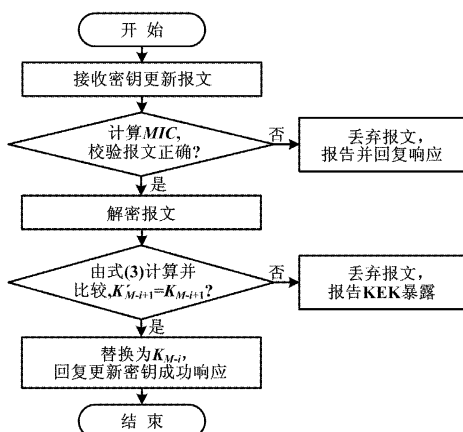 开 始
接收密钥更新报文
计算MIC,
校验报文正确?
否
丢弃报文,
报告并回复响应
是
解密报文
由式(3)计算并
比较,K'M-i+1=KM-i+1?
否
丢弃报文,
报告KEK暴露
是
替换为KM-i,
回复更新密钥成功响应
结 束